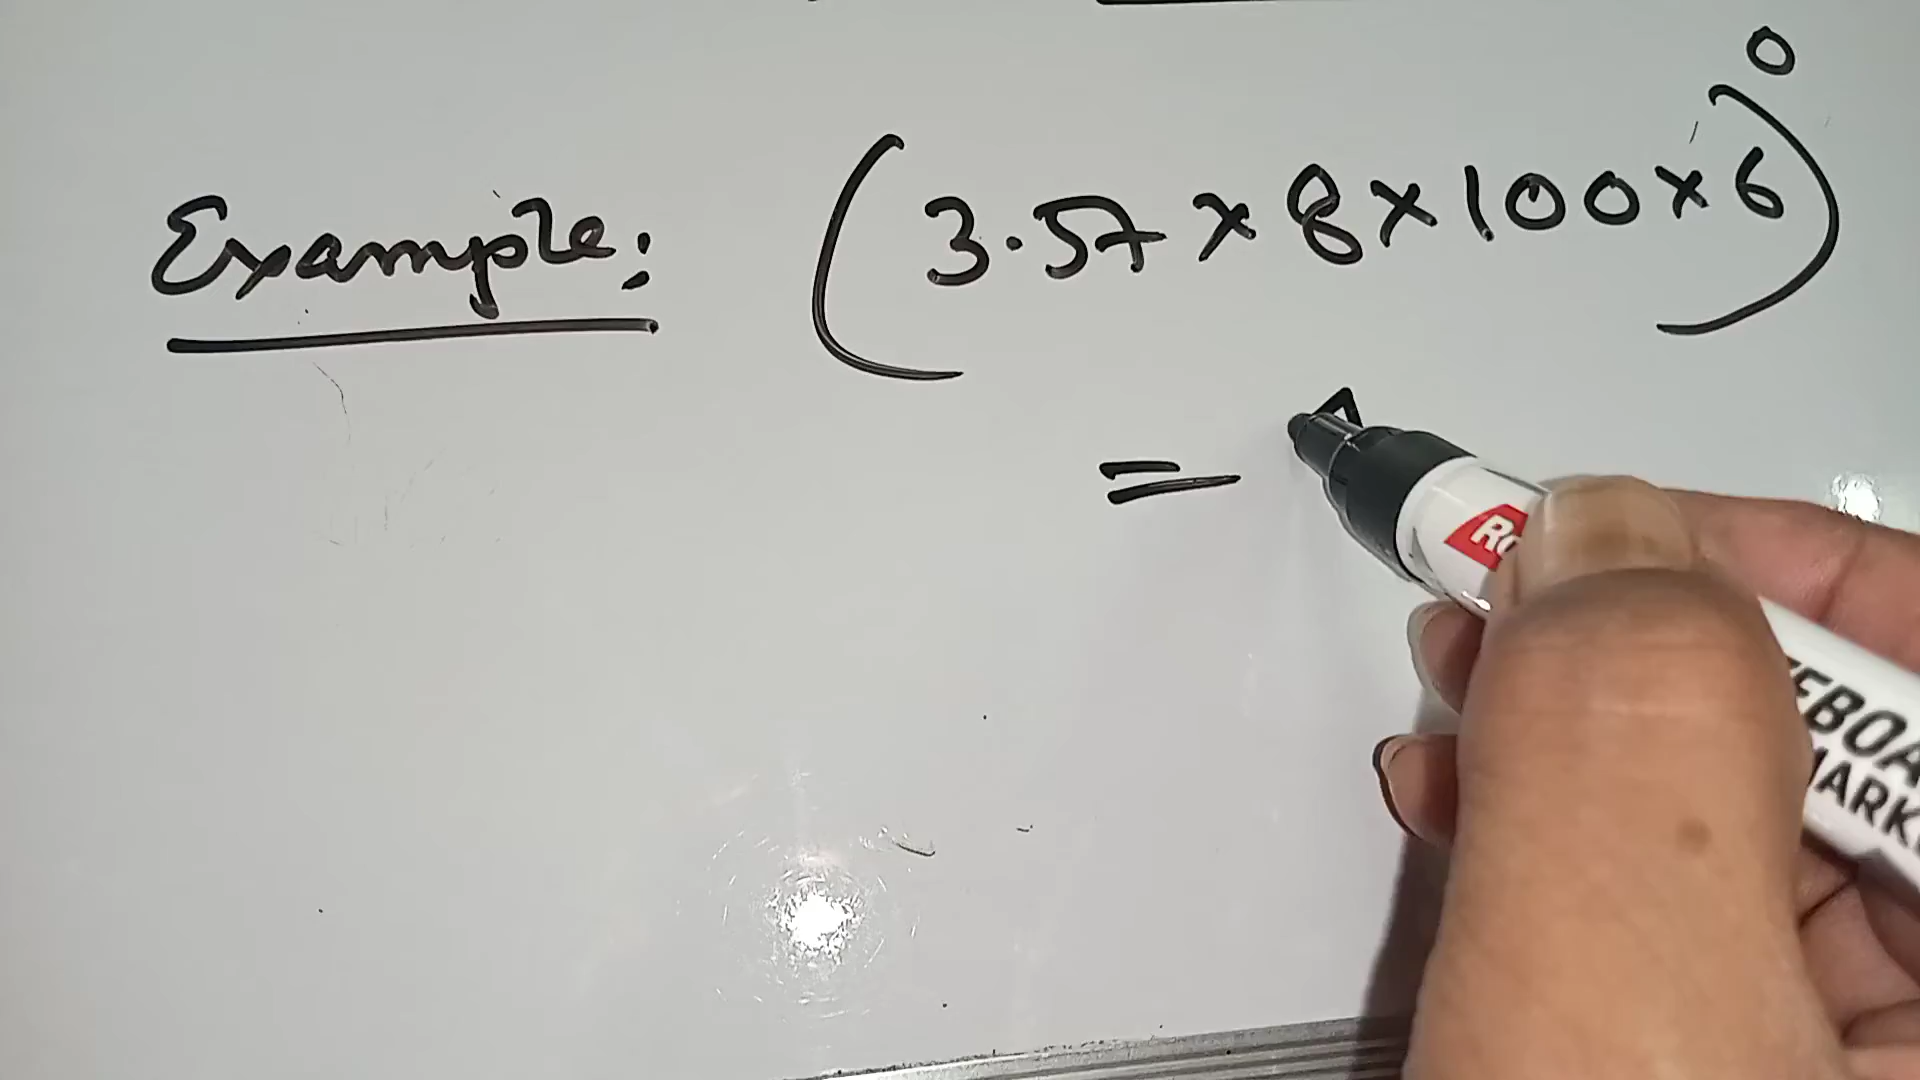 Example: (3.57 × 8 × 100 × 6)⁰
=